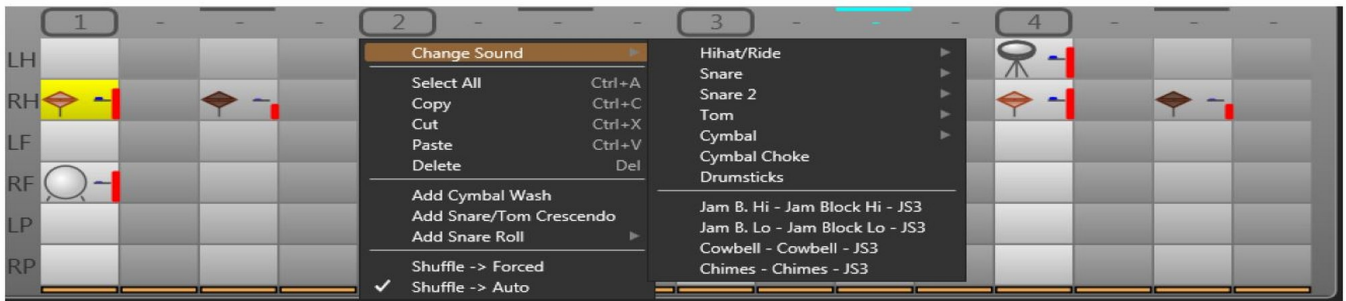 1 - - - 2 - - - 3 - - - 4 - - -
LH
RH
LF
RF
LP
RP
Change Sound
Select All Ctrl+A
Copy Ctrl+C
Cut Ctrl+X
Paste Ctrl+V
Delete Del
Add Cymbal Wash
Add Snare/Tom Crescendo
Add Snare Roll
Shuffle -> Forced
Shuffle -> Auto
Hihat/Ride
Snare
Snare 2
Tom
Cymbal
Cymbal Choke
Drumsticks
Jam B. Hi - Jam Block Hi - JS3
Jam B. Lo - Jam Block Lo - JS3
Cowbell - Cowbell - JS3
Chimes - Chimes - JS3